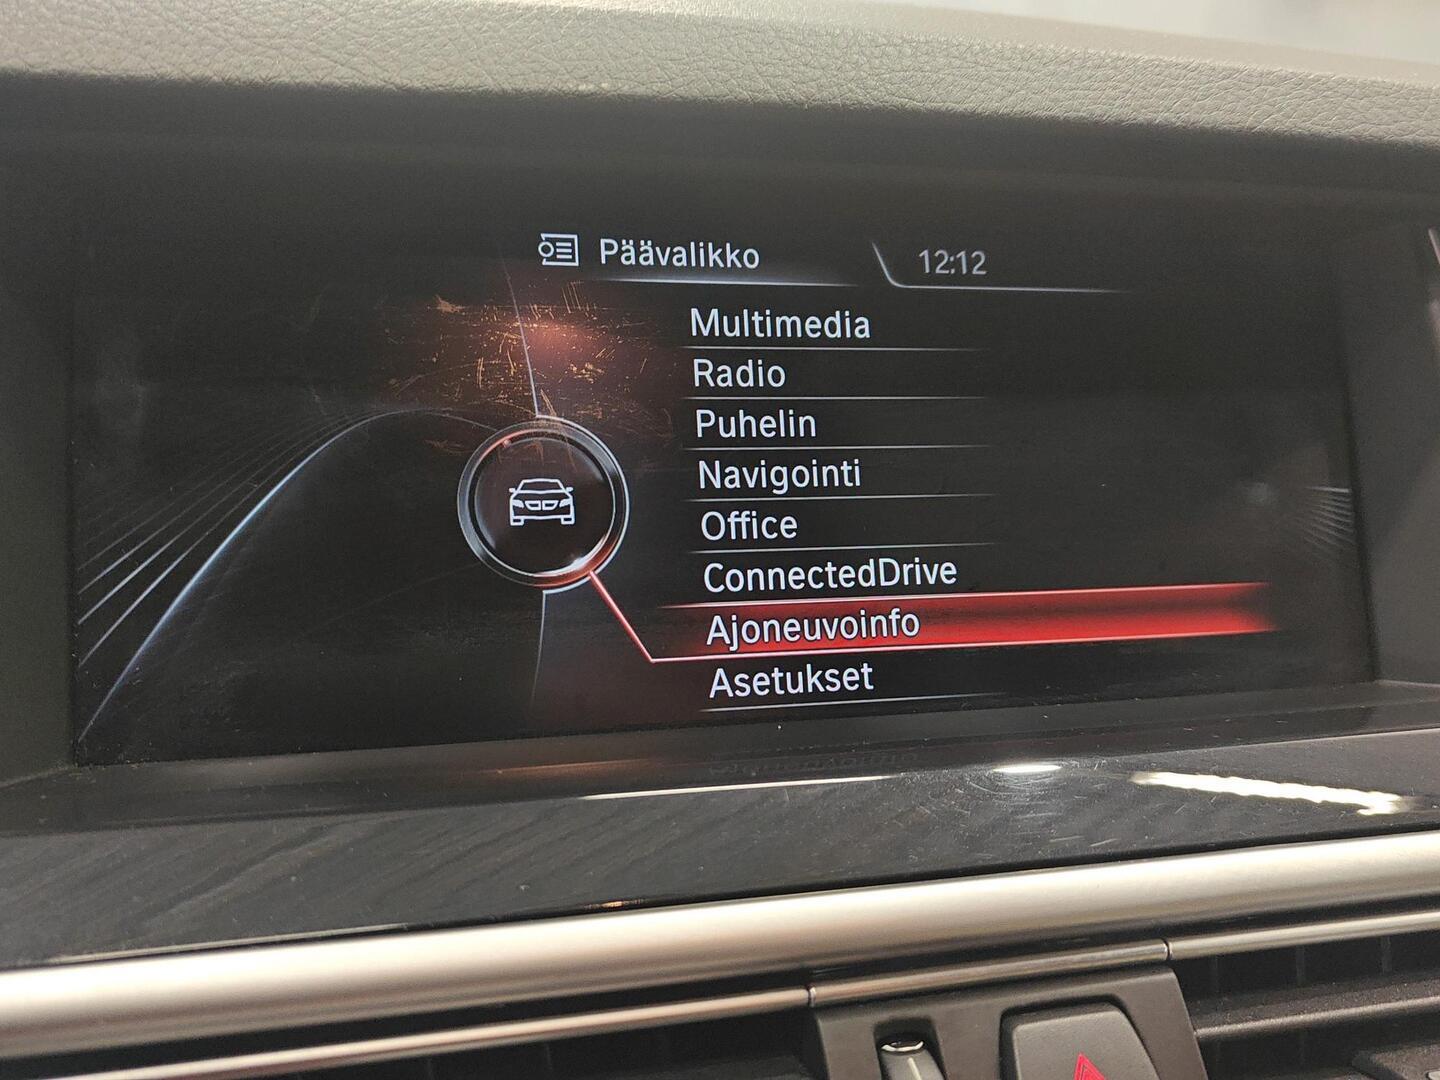 Päävalikko 12:12
Multimedia
Radio
Puhelin
Navigointi
Office
ConnectedDrive
Ajoneuvoinfo
Asetukset